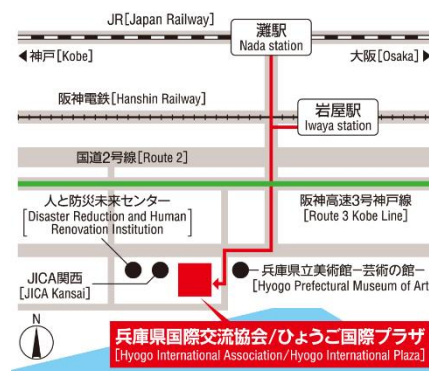 JR[Japan Railway]
灘駅
Nada station
神戸[Kobe]
大阪[Osaka]
阪神電鉄[Hanshin Railway]
岩屋駅
Iwaya station
国道2号線[Route 2]
人と防災未来センター
[Disaster Reduction and Human
Renovation Institution]
阪神高速3号神戸線
[Route 3 Kobe Line]
JICA関西
[JICA Kansai]
兵庫県立美術館－芸術の館－
[Hyogo Prefectural Museum of Art
N
兵庫県国際交流協会/ひょうご国際プラザ
[Hyogo International Association/Hyogo International Plaza]